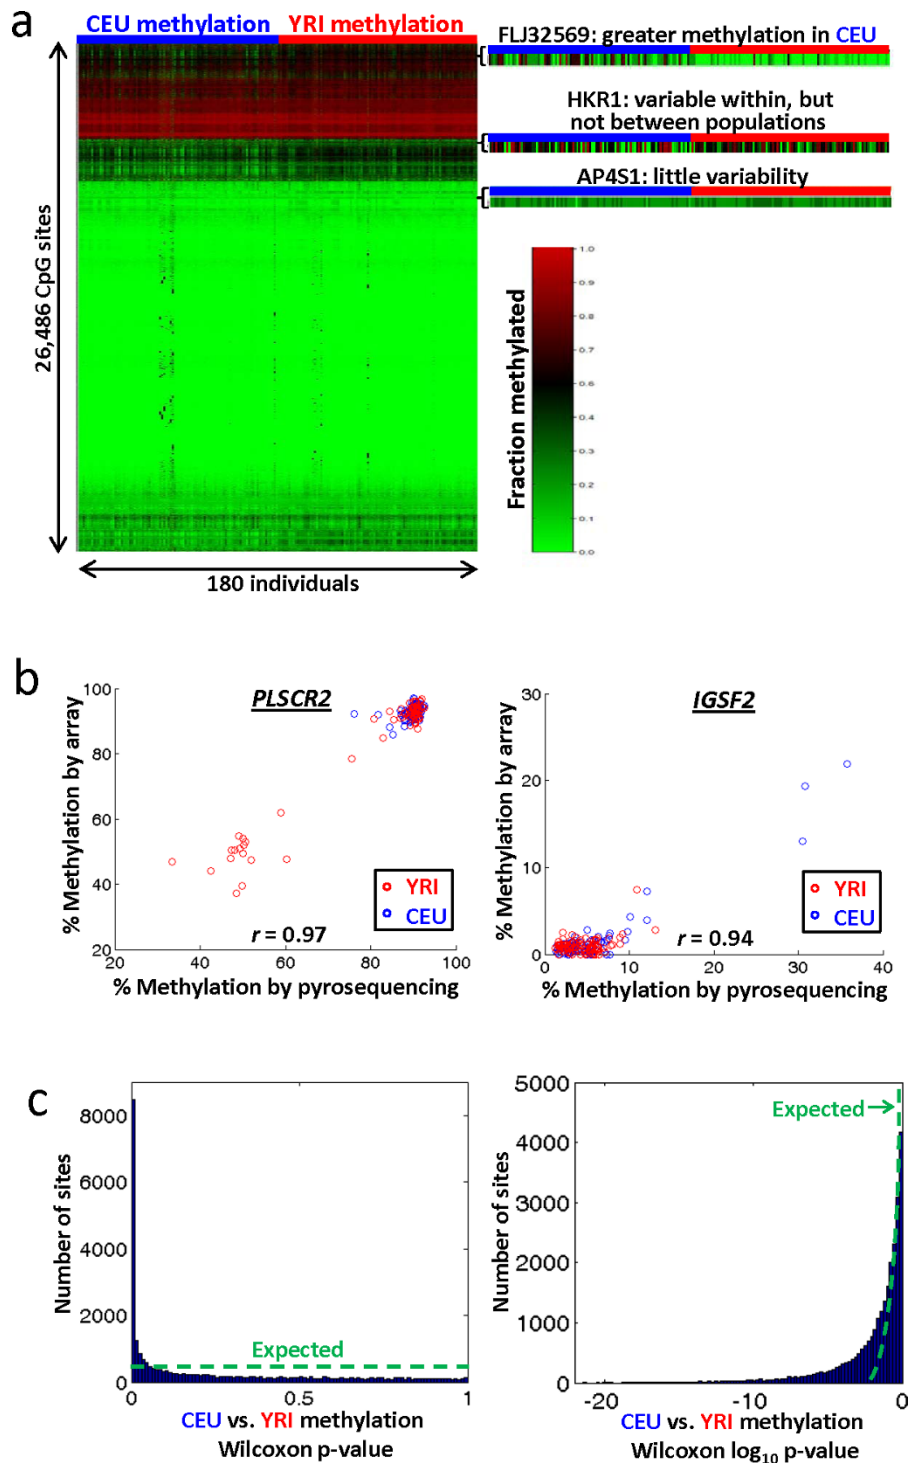 a
CEU methylation YRI methylation
FLJ32569: greater methylation in CEU
HKR1: variable within, but
not between populations
AP4S1: little variability
26,486 CpG sites
180 individuals
Fraction methylated
1.0
0.9
0.8
0.7
0.6
0.5
0.4
0.3
0.2
0.1
0.0
b
PLSCR2
% Methylation by array
100
80
60
40
20
20 40 60 80 100
% Methylation by pyrosequencing
YRI
CEU
r = 0.97
IGSF2
% Methylation by array
30
20
10
0
0 10 20 30 40
% Methylation by pyrosequencing
YRI
CEU
r = 0.94
c
Number of sites
8000
6000
4000
2000
0
Expected
0 0.5 1
CEU vs. YRI methylation
Wilcoxon p-value
Number of sites
5000
4000
3000
2000
1000
0
Expected
-20 -10 0
CEU vs. YRI methylation
Wilcoxon log10 p-value